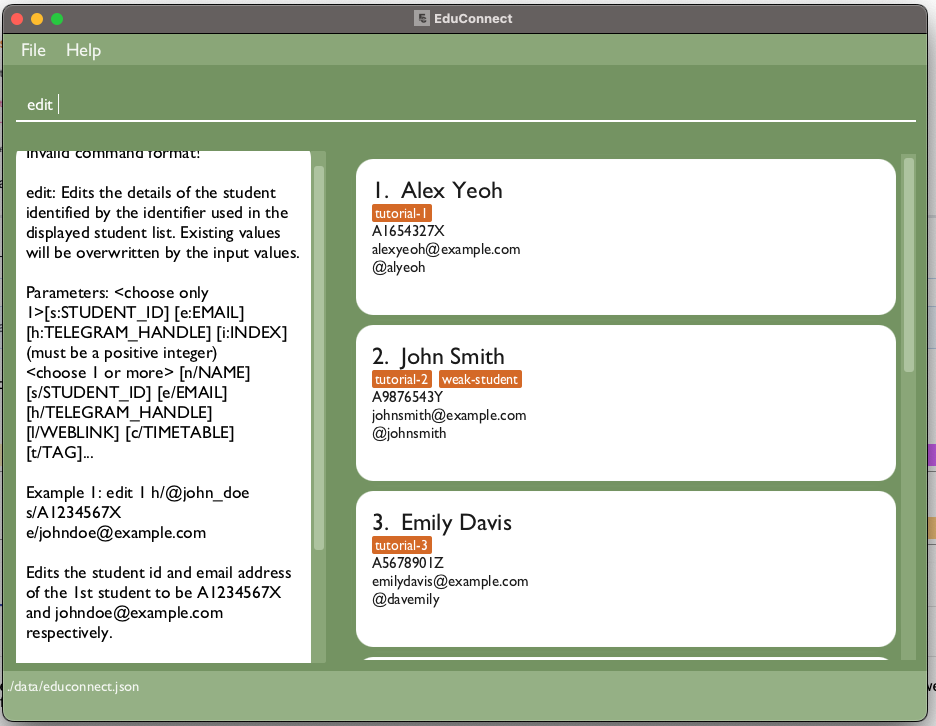 EduConnect
File Help
edit
Invalid command format!
edit: Edits the details of the student
identified by the identifier used in the
displayed student list. Existing values
will be overwritten by the input values.
Parameters: <choose only
1>[s:STUDENT_ID] [e:EMAIL]
[h:TELEGRAM_HANDLE] [i:INDEX]
(must be a positive integer)
<choose 1 or more> [n/NAME]
[s/STUDENT_ID] [e/EMAIL]
[h/TELEGRAM_HANDLE]
[l/WEBLINK] [c/TIMETABLE]
[t/TAG]...
Example 1: edit 1 h/@john_doe
s/A1234567X
e/johndoe@example.com
Edits the student id and email address
of the 1st student to be A1234567X
and johndoe@example.com
respectively.
1. Alex Yeoh
tutorial-1
A1654327X
alexyeoh@example.com
@alyeoh
2. John Smith
tutorial-2 weak-student
A9876543Y
johnsmith@example.com
@johnsmith
3. Emily Davis
tutorial-3
A5678901Z
emilydavis@example.com
@davemily
./data/educonnect.json